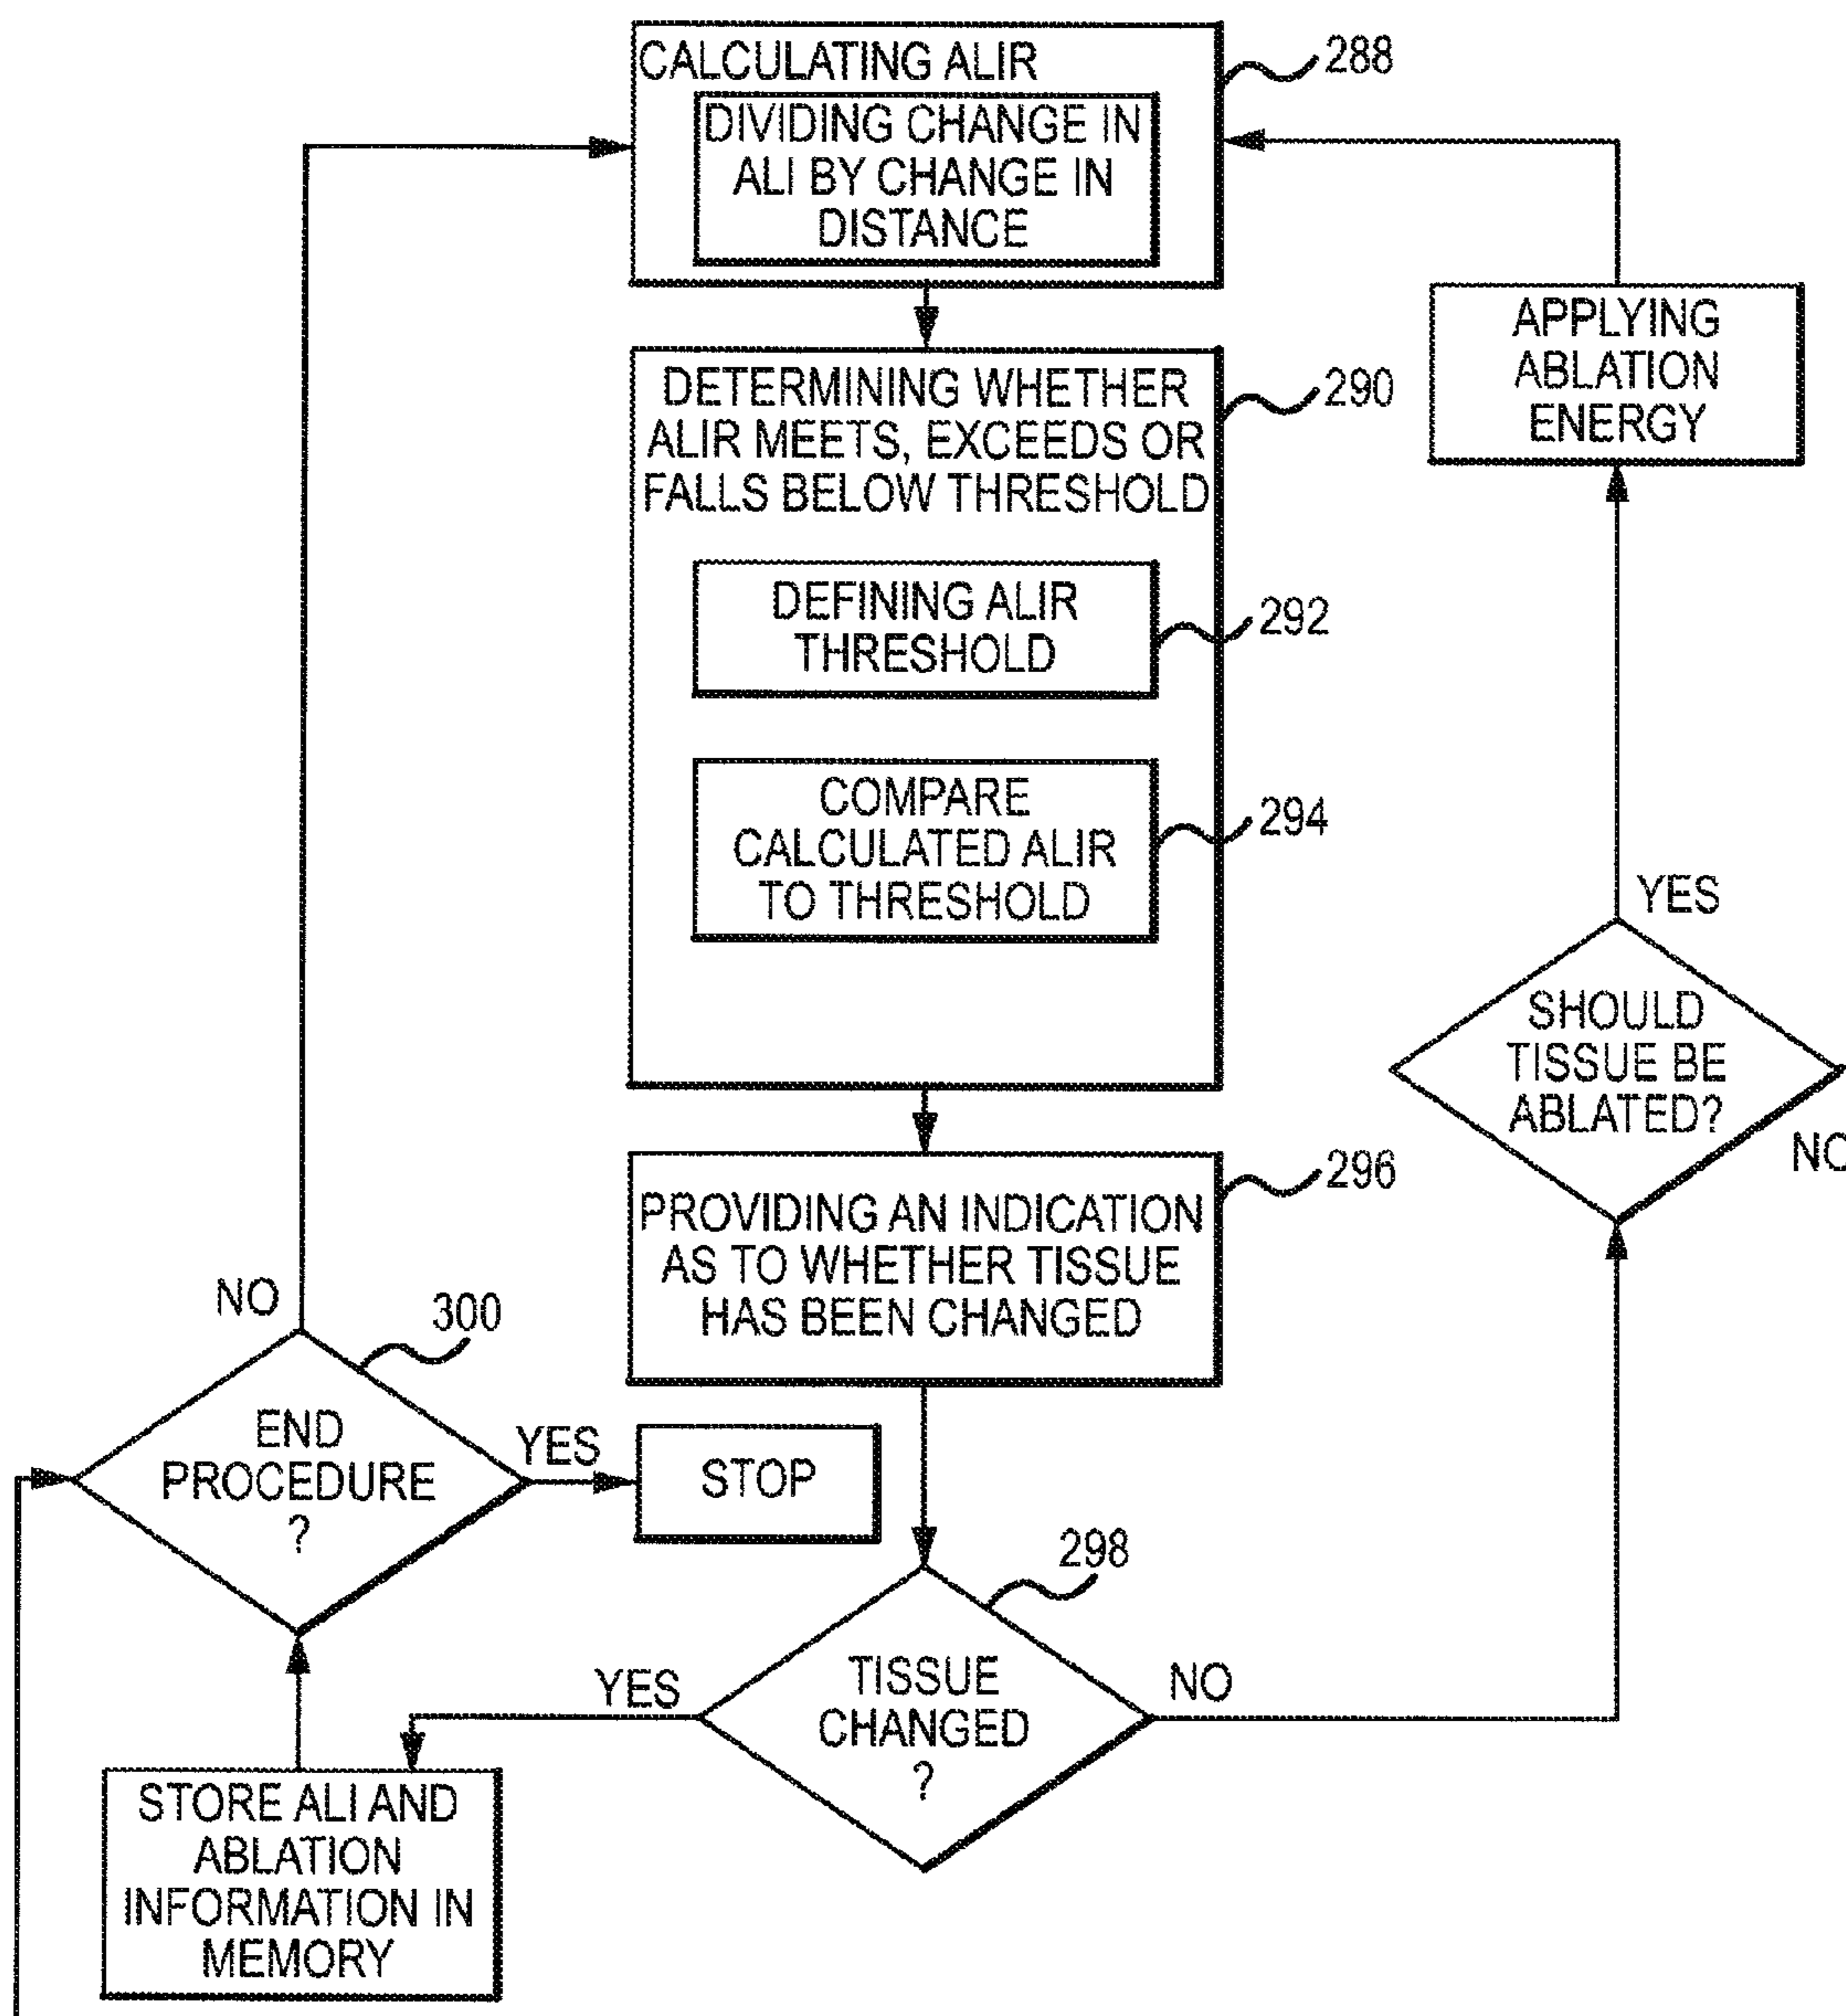 CALCULATING ALIR
288
DIVIDING CHANGE IN
ALI BY CHANGE IN
DISTANCE
APPLYING
ABLATION
ENERGY
DETERMINING WHETHER
ALIR MEETS, EXCEEDS OR
FALLS BELOW THRESHOLD
290
DEFINING ALIR
THRESHOLD
292
COMPARE
CALCULATED ALIR
TO THRESHOLD
294
YES
SHOULD
TISSUE BE
ABLATED?
NO
PROVIDING AN INDICATION
AS TO WHETHER TISSUE
HAS BEEN CHANGED
296
NO
300
END
PROCEDURE
?
YES
STOP
298
TISSUE
CHANGED
?
YES
NO
STORE ALI AND
ABLATION
INFORMATION IN
MEMORY